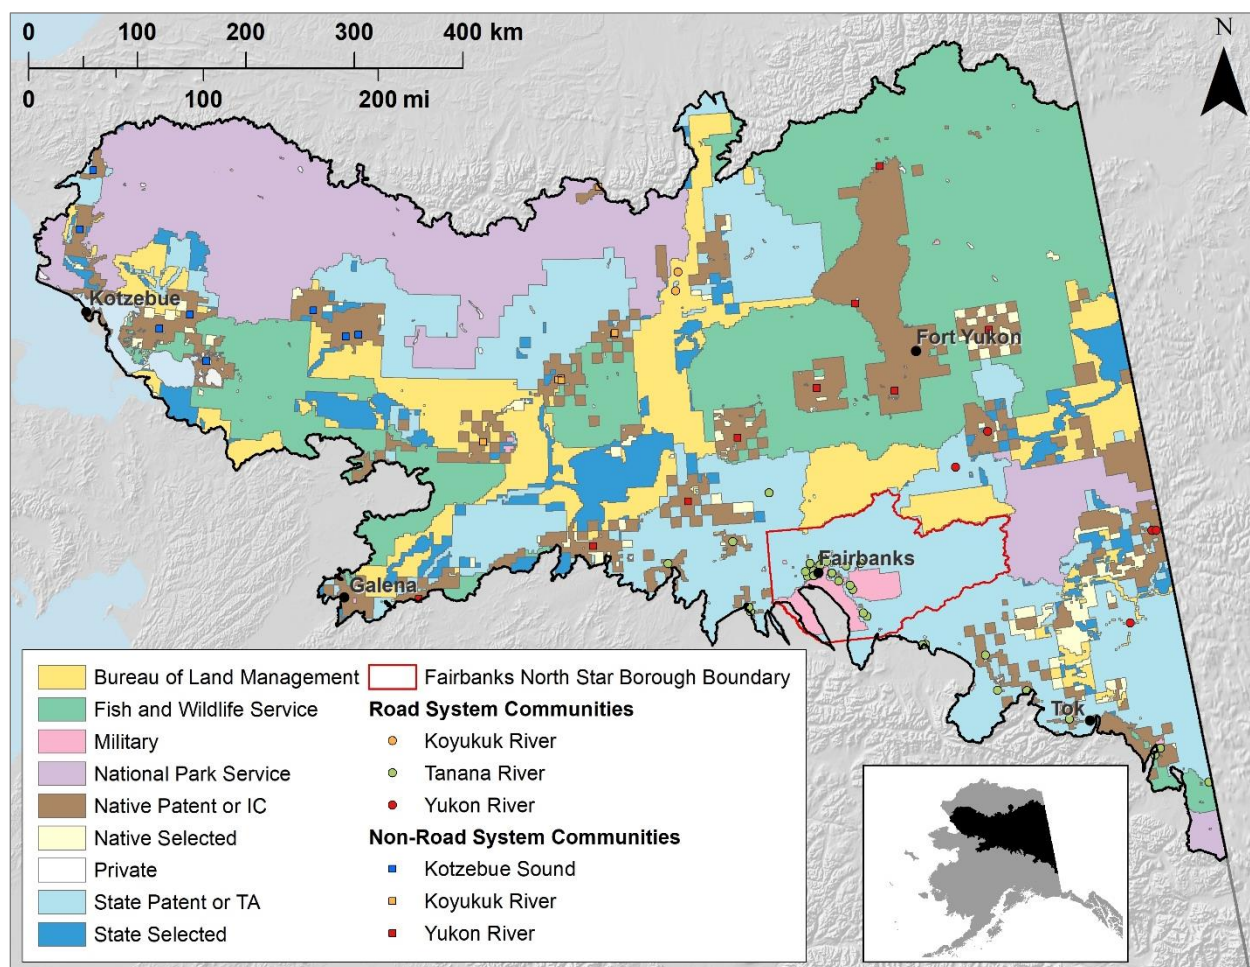 0 100 200 300 400 km
0 100 200 mi
N
Kotzebue
Fort Yukon
Fairbanks
Galena
Tok
Bureau of Land Management
Fish and Wildlife Service
Military
National Park Service
Native Patent or IC
Native Selected
Private
State Patent or TA
State Selected
Fairbanks North Star Borough Boundary
Road System Communities
Koyukuk River
Tanana River
Yukon River
Non-Road System Communities
Kotzebue Sound
Koyukuk River
Yukon River